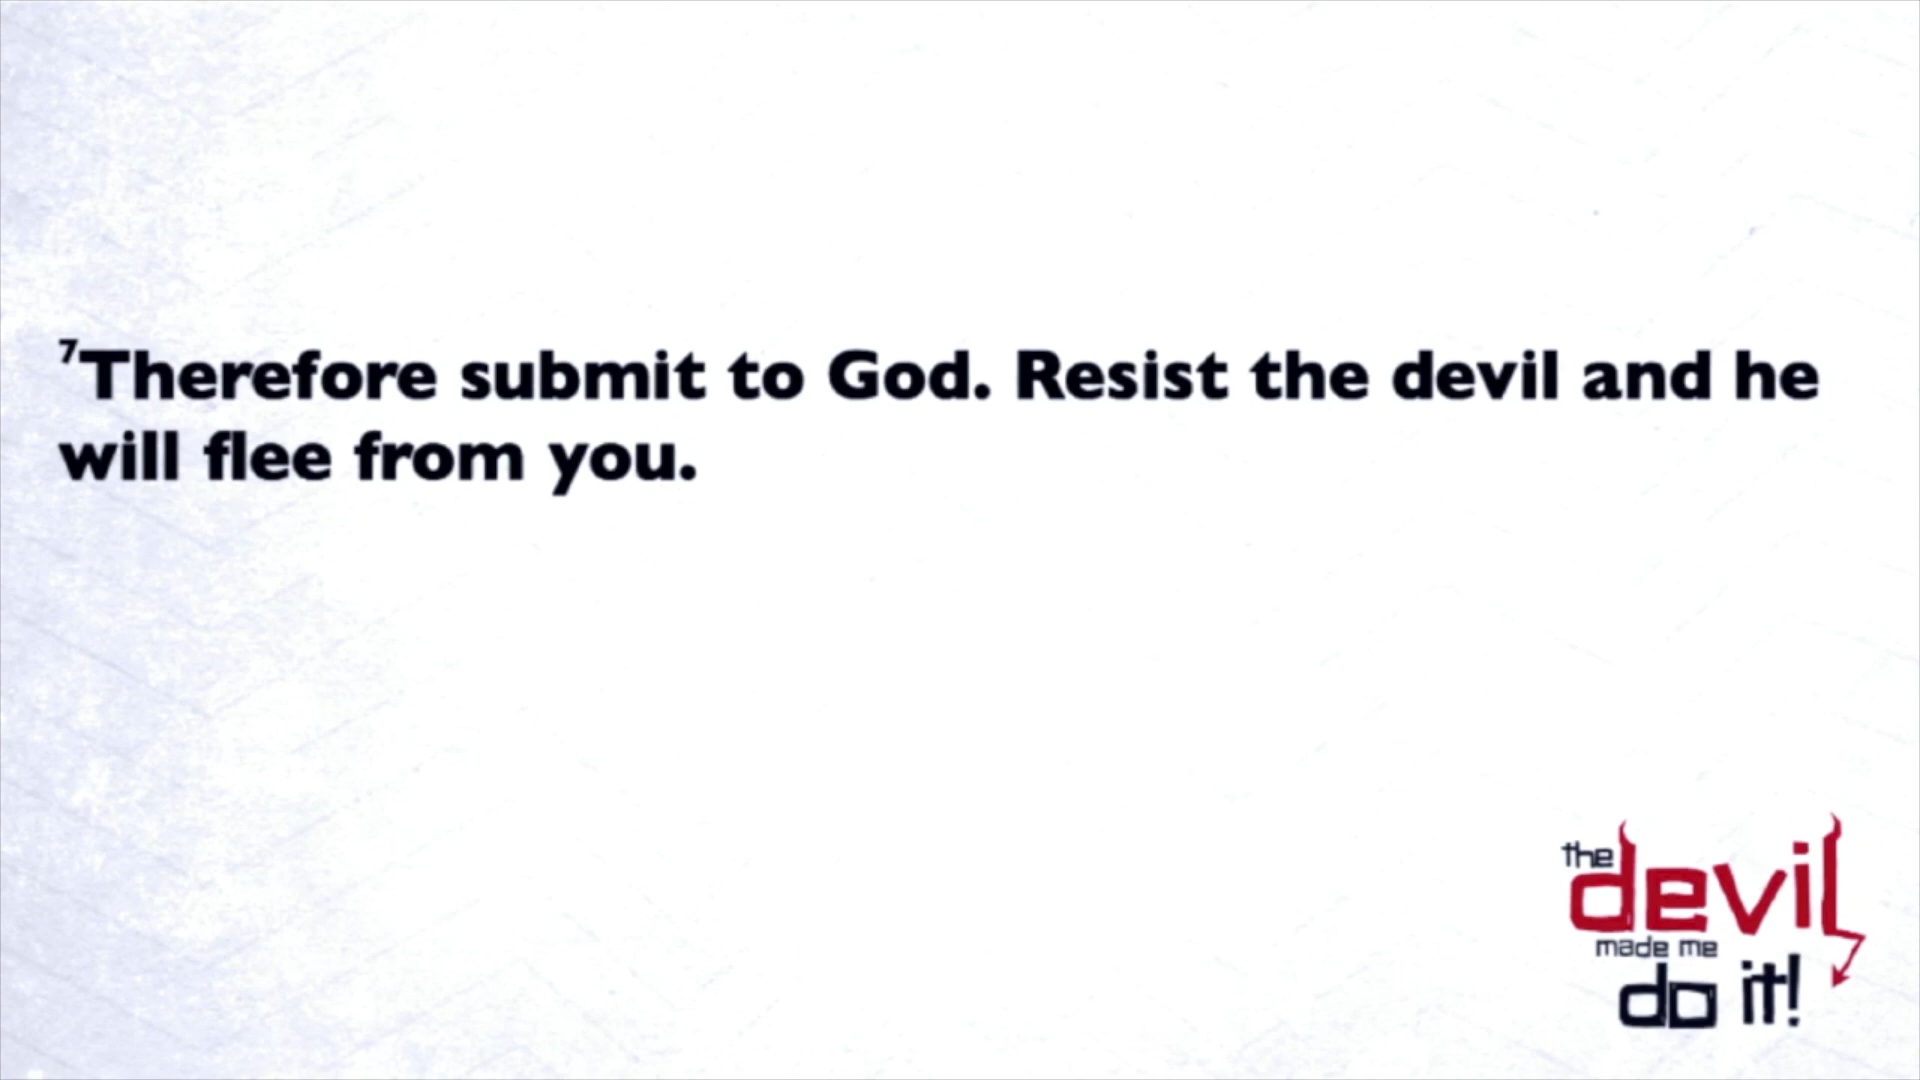 ⁷Therefore submit to God. Resist the devil and he
will flee from you.
the devil
made me
do it!